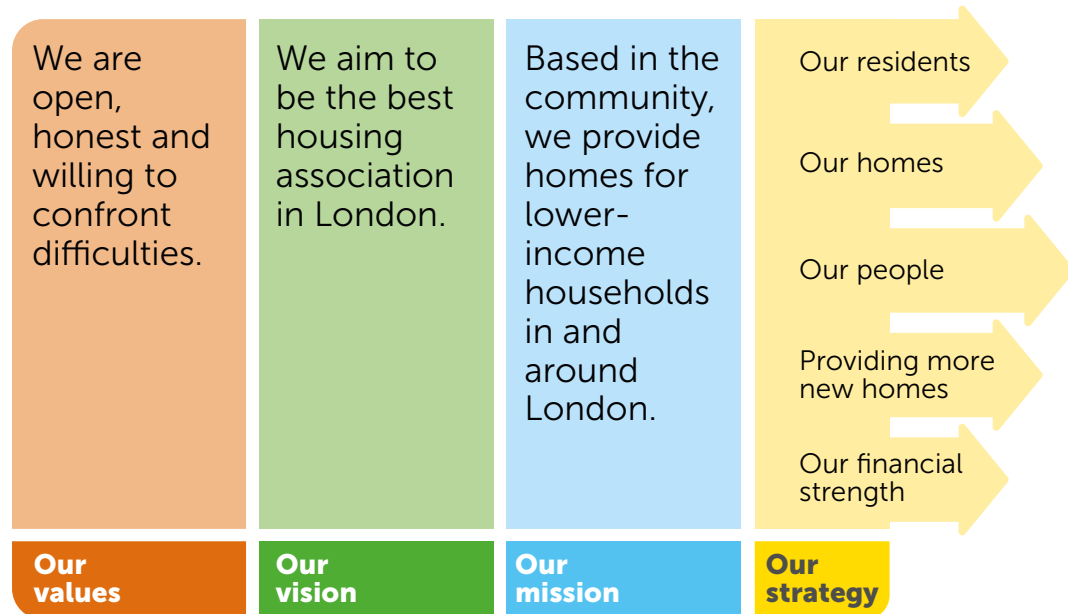 We are
open,
honest and
willing to
confront
difficulties.
Our
values
We aim to
be the best
housing
association
in London.
Our
vision
Based in the
community,
we provide
homes for
lower-
income
households
in and
around
London.
Our
mission
Our residents
Our homes
Our people
Providing more
new homes
Our financial
strength
Our
strategy